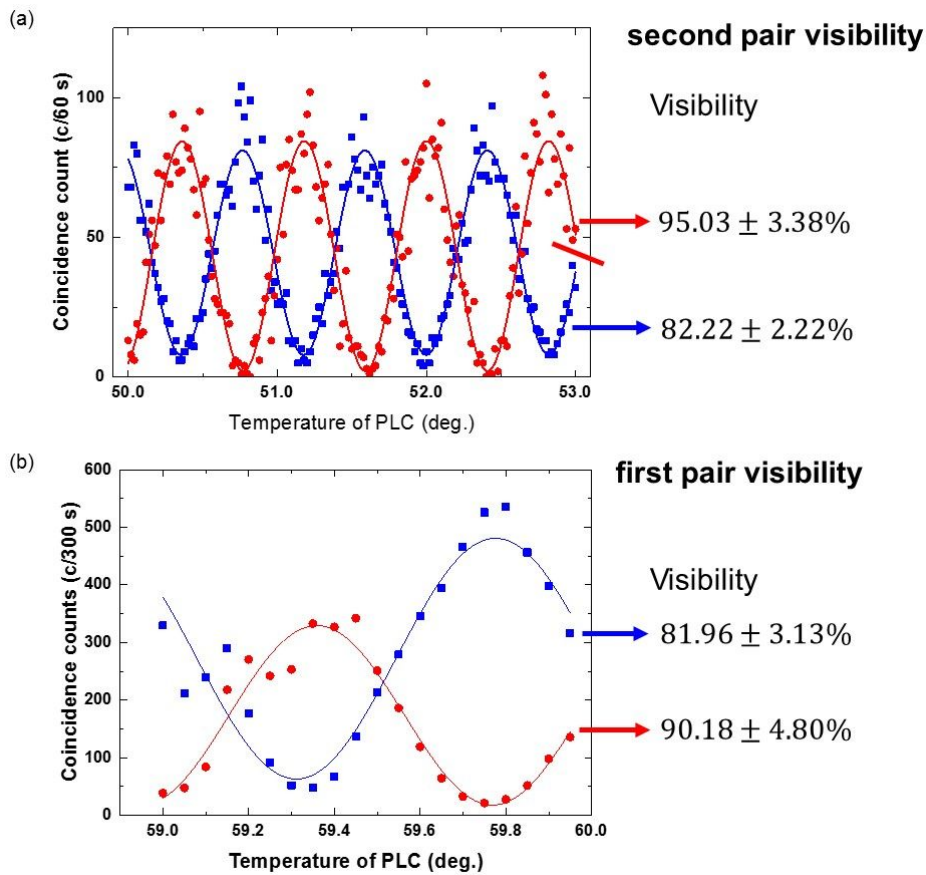 (a)
second pair visibility
Visibility
Coincidence count (c/60 s)
100
50
0
95.03 ± 3.38%
82.22 ± 2.22%
50.0 51.0 52.0 53.0
Temperature of PLC (deg.)
(b)
first pair visibility
Visibility
Coincidence counts (c/300 s)
600
500
400
300
200
100
0
81.96 ± 3.13%
90.18 ± 4.80%
59.0 59.2 59.4 59.6 59.8 60.0
Temperature of PLC (deg.)